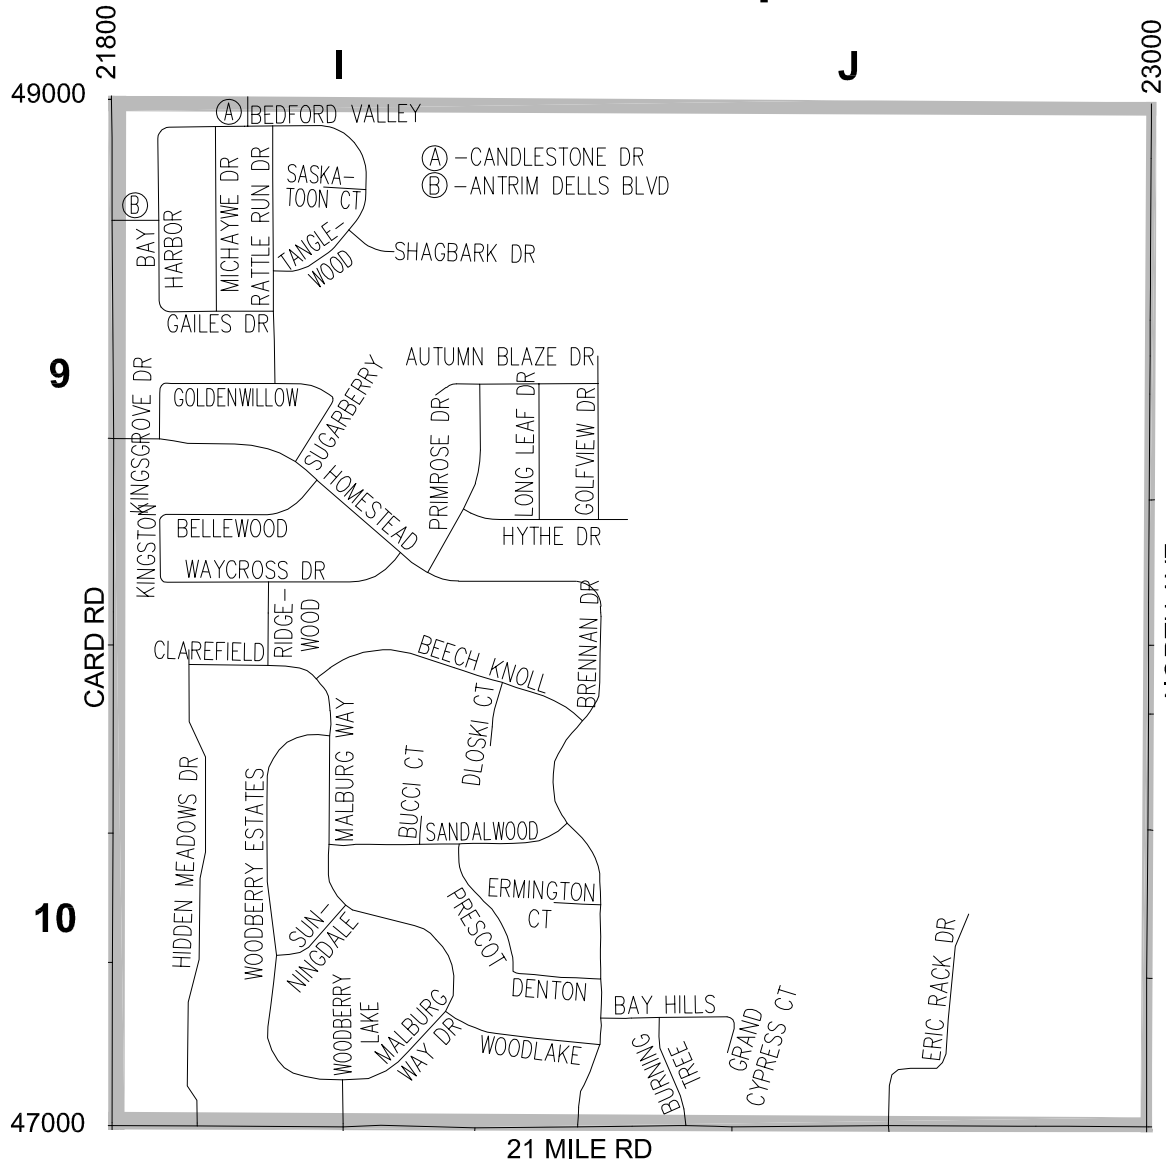 21800
23000
I
J
49000
A
BEDFORD VALLEY
A -CANDLESTONE DR
B -ANTRIM DELLS BLVD
B
BAY
HARBOR
MICHAYWE DR
RATTLE RUN DR
SASKA-
TOON CT
TANGLE-
WOOD
SHAGBARK DR
GAILES DR
9
KINGSGROVE DR
GOLDENWILLOW
SUGARBERRY
AUTUMN BLAZE DR
PRIMROSE DR
LONG LEAF DR
GOLFVIEW DR
HYTHE DR
S HOMESTEAD
KINGSTON
BELLEWOOD
WAYCROSS DR
CARD RD
RIDGE-
WOOD
CLAREFIELD
BEECH KNOLL
BRENNAN DR
DLOSKI CT
BUCCI CT
MALBURG WAY
HIDDEN MEADOWS DR
WOODBERRY ESTATES
SANDALWOOD
10
PRESCOT
ERMINGTON
CT
SUN-
NINGDALE
DENTON
WOODBERRY
LAKE
MALBURG
WAY DR
WOODLAKE
BAY HILLS
BURNING
TREE
GRAND
CYPRESS CT
ERIC RACK DR
47000
21 MILE RD